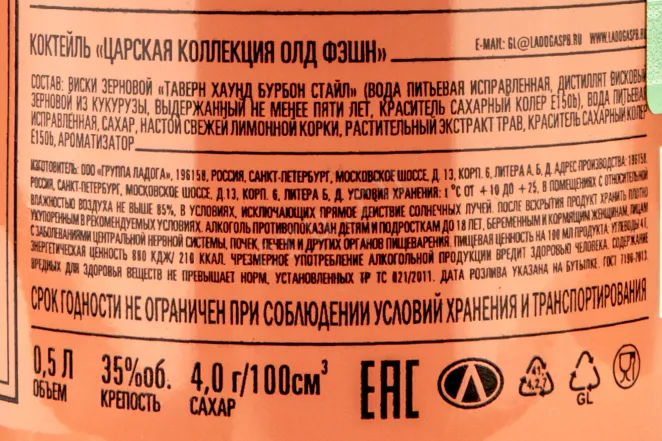 КОКТЕЙЛЬ «ЦАРСКАЯ КОЛЛЕКЦИЯ ОЛД ФЭШН»
E-MAIL: GL@LADOGASPB.RU WWW.LADOGASPB.RU
СОСТАВ: ВИСКИ ЗЕРНОВОЙ «ТАВЕРН ХАУНД БУРБОН СТАЙЛ» (ВОДА ПИТЬЕВАЯ ИСПРАВЛЕННАЯ, ДИСТИЛЛЯТ ВИСКОВЫЙ
ЗЕРНОВОЙ ИЗ КУКУРУЗЫ, ВЫДЕРЖАННЫЙ НЕ МЕНЕЕ ПЯТИ ЛЕТ, КРАСИТЕЛЬ САХАРНЫЙ КОЛЕР E150b), ВОДА ПИТЬЕВАЯ
ИСПРАВЛЕННАЯ, САХАР, НАСТОЙ СВЕЖЕЙ ЛИМОННОЙ КОРКИ, РАСТИТЕЛЬНЫЙ ЭКСТРАКТ ТРАВ, КРАСИТЕЛЬ САХАРНЫЙ КОЛЕР
E150b, АРОМАТИЗАТОР
ИЗГОТОВИТЕЛЬ: ООО «ГРУППА ЛАДОГА», 196158, РОССИЯ, САНКТ-ПЕТЕРБУРГ, МОСКОВСКОЕ ШОССЕ, Д.13, КОРП. 6, ЛИТЕРА А, Б, Д. АДРЕС ПРОИЗВОДСТВА: 196158,
РОССИЯ, САНКТ-ПЕТЕРБУРГ, МОСКОВСКОЕ ШОССЕ, Д.13, КОРП. 6, ЛИТЕРА Б, Д. УСЛОВИЯ ХРАНЕНИЯ: t °С ОТ +10 ДО +25, В ПОМЕЩЕНИЯХ С ОТНОСИТЕЛЬНОЙ
ВЛАЖНОСТЬЮ ВОЗДУХА НЕ ВЫШЕ 85%, В УСЛОВИЯХ, ИСКЛЮЧАЮЩИХ ПРЯМОЕ ДЕЙСТВИЕ СОЛНЕЧНЫХ ЛУЧЕЙ. ПОСЛЕ ВСКРЫТИЯ ПРОДУКТ ХРАНИТЬ ПЛОТНО
УКУПОРЕННЫМ В РЕКОМЕНДУЕМЫХ УСЛОВИЯХ. АЛКОГОЛЬ ПРОТИВОПОКАЗАН ДЕТЯМ И ПОДРОСТКАМ ДО 18 ЛЕТ, БЕРЕМЕННЫМ И КОРМЯЩИМ ЖЕНЩИНАМ, ЛИЦАМ
С ЗАБОЛЕВАНИЯМИ ЦЕНТРАЛЬНОЙ НЕРВНОЙ СИСТЕМЫ, ПОЧЕК, ПЕЧЕНИ И ДРУГИХ ОРГАНОВ ПИЩЕВАРЕНИЯ. ПИЩЕВАЯ ЦЕННОСТЬ НА 100 МЛ ПРОДУКТА: УГЛЕВОДЫ 4 Г,
ЭНЕРГЕТИЧЕСКАЯ ЦЕННОСТЬ 880 КДЖ/ 210 ККАЛ. ЧРЕЗМЕРНОЕ УПОТРЕБЛЕНИЕ АЛКОГОЛЬНОЙ ПРОДУКЦИИ ВРЕДИТ ЗДОРОВЬЮ ЧЕЛОВЕКА. СОДЕРЖАНИЕ
ВРЕДНЫХ ДЛЯ ЗДОРОВЬЯ ВЕЩЕСТВ НЕ ПРЕВЫШАЕТ НОРМ, УСТАНОВЛЕННЫХ ТР ТС 021/2011. ДАТА РОЗЛИВА УКАЗАНА НА БУТЫЛКЕ. ГОСТ 7190-2013
СРОК ГОДНОСТИ НЕ ОГРАНИЧЕН ПРИ СОБЛЮДЕНИИ УСЛОВИЙ ХРАНЕНИЯ И ТРАНСПОРТИРОВАНИЯ
0,5 Л 35%об. 4,0 г/100см³ ЕАС
ОБЪЕМ КРЕПОСТЬ САХАР
41, 4,2,7 GL